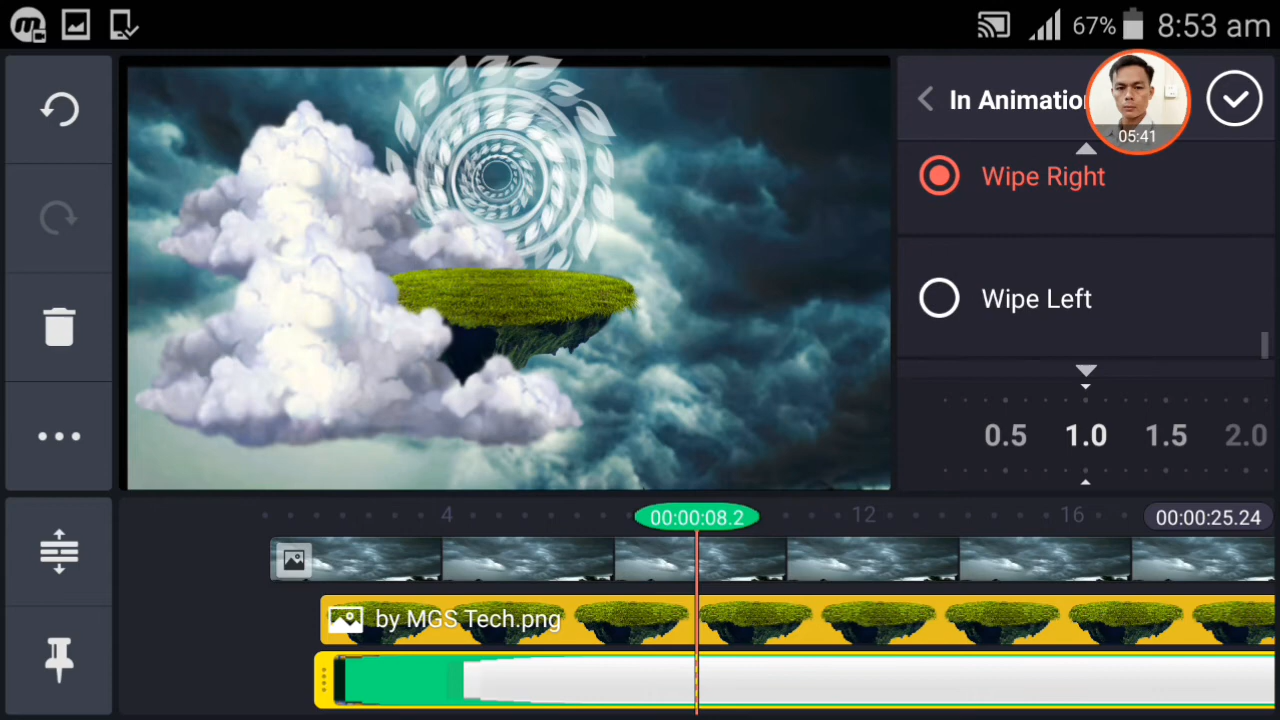 67%
8:53 am
In Animatio
05:41
Wipe Right
Wipe Left
0.5 1.0 1.5 2.0
4 00:00:08.2 12 16 00:00:25.24
by MGS Tech.png